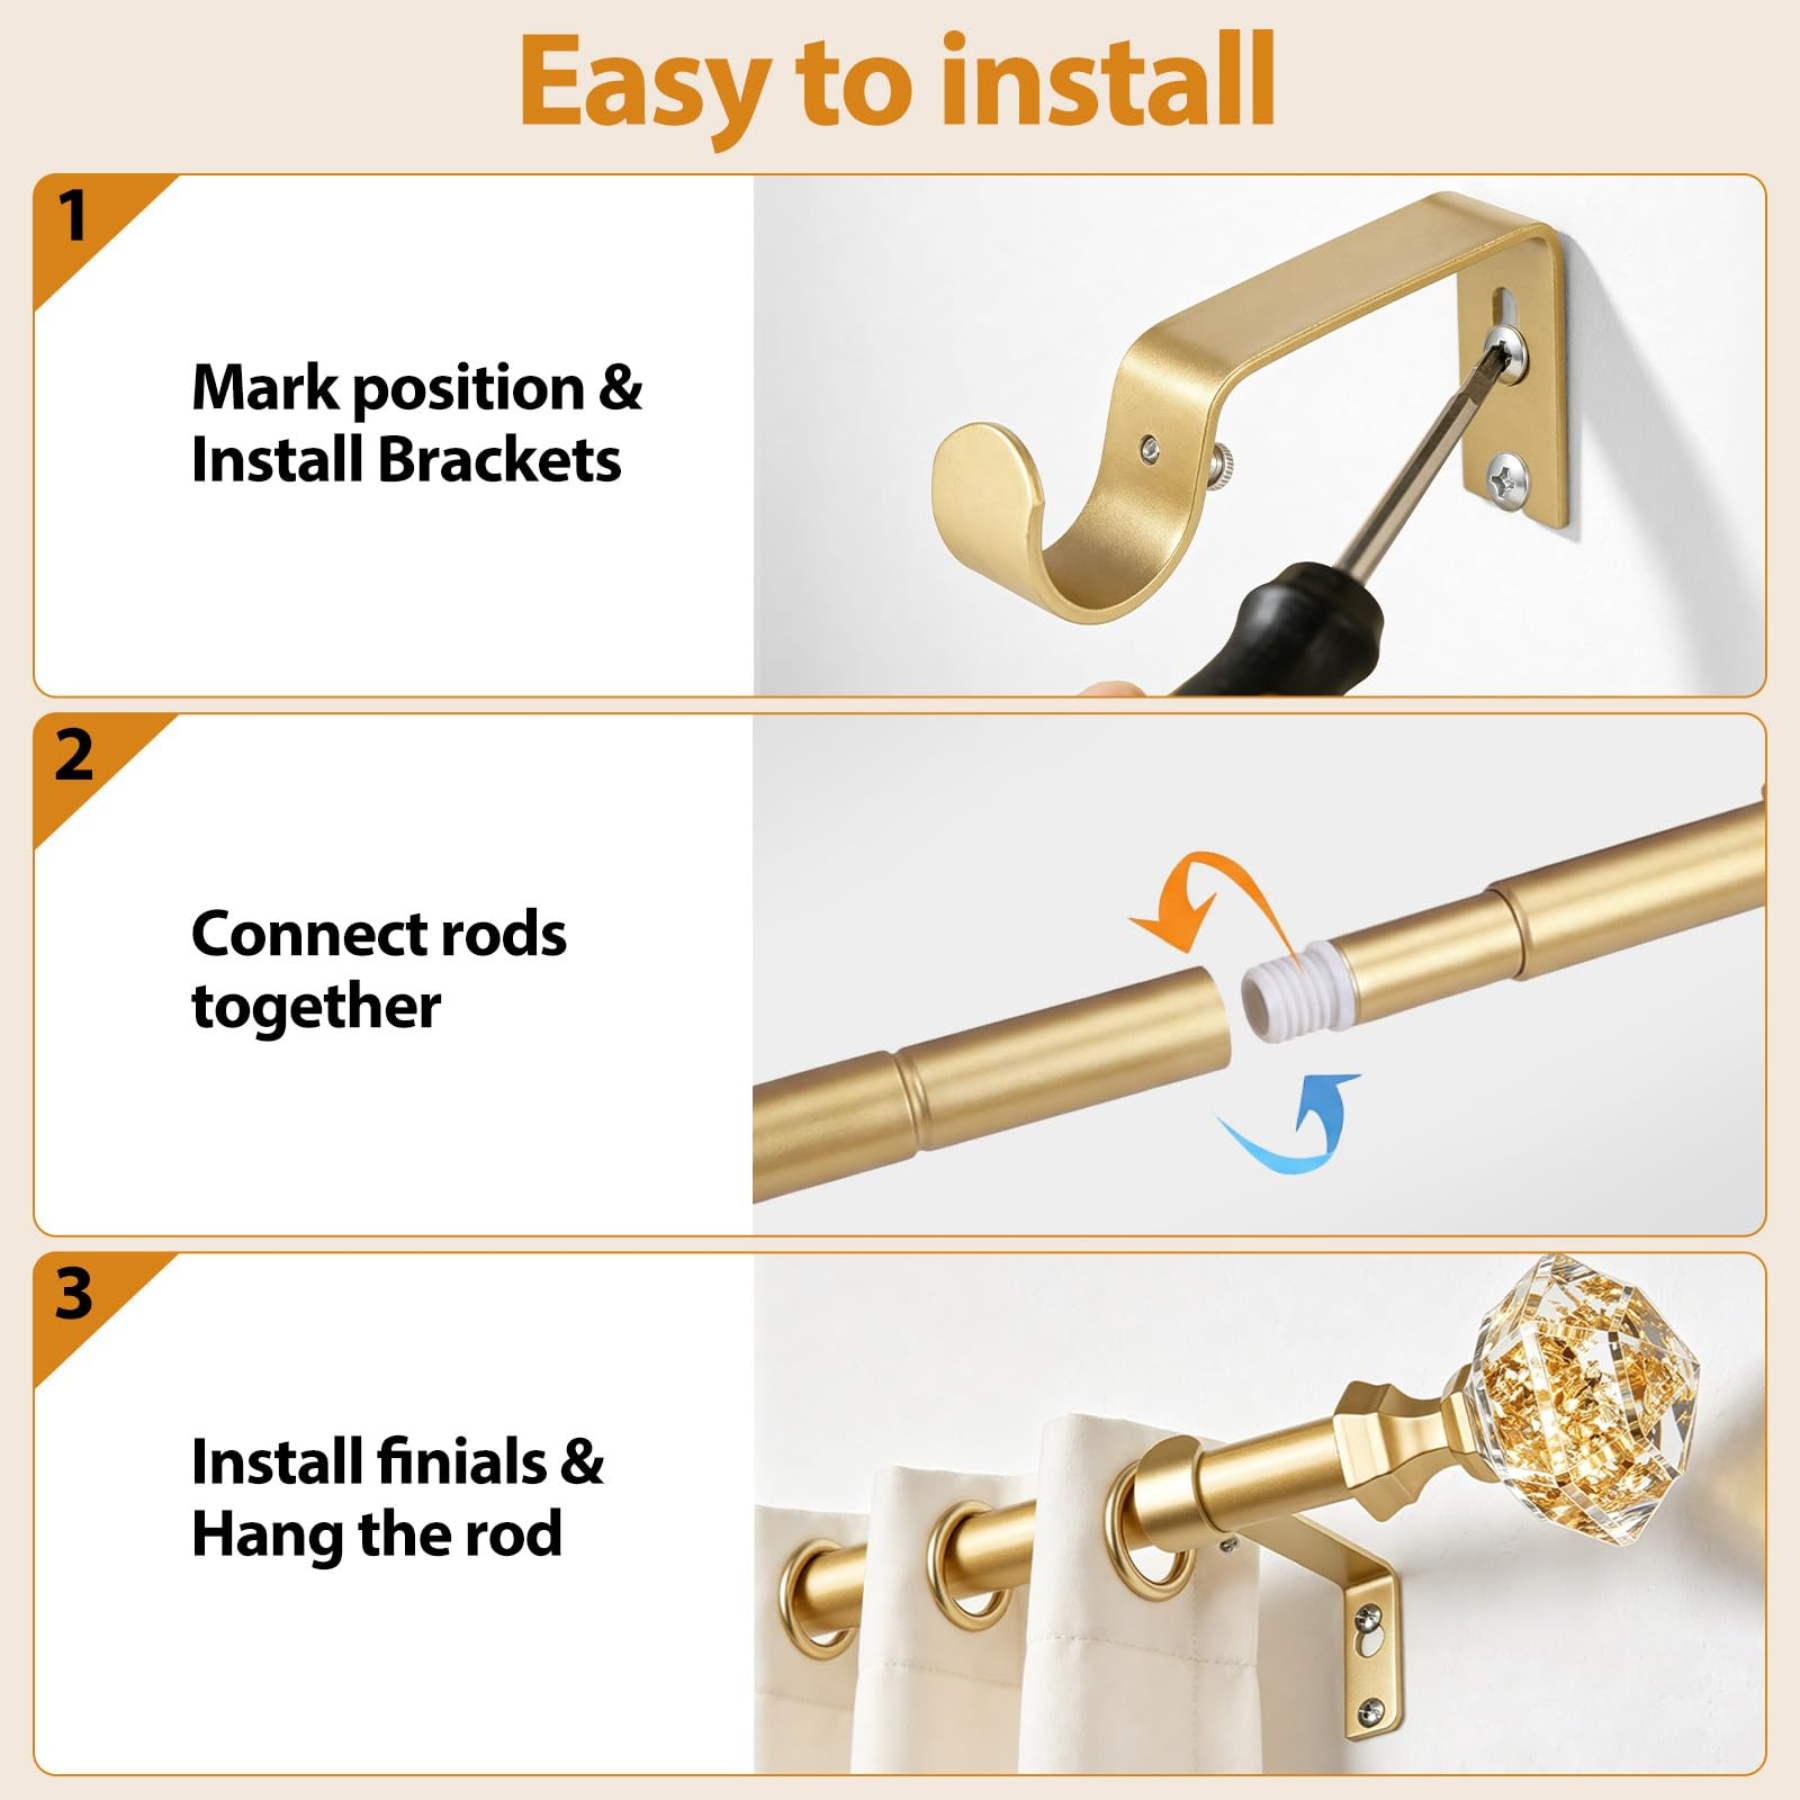 Easy to install
1
Mark position &
Install Brackets
2
Connect rods
together
3
Install finials &
Hang the rod